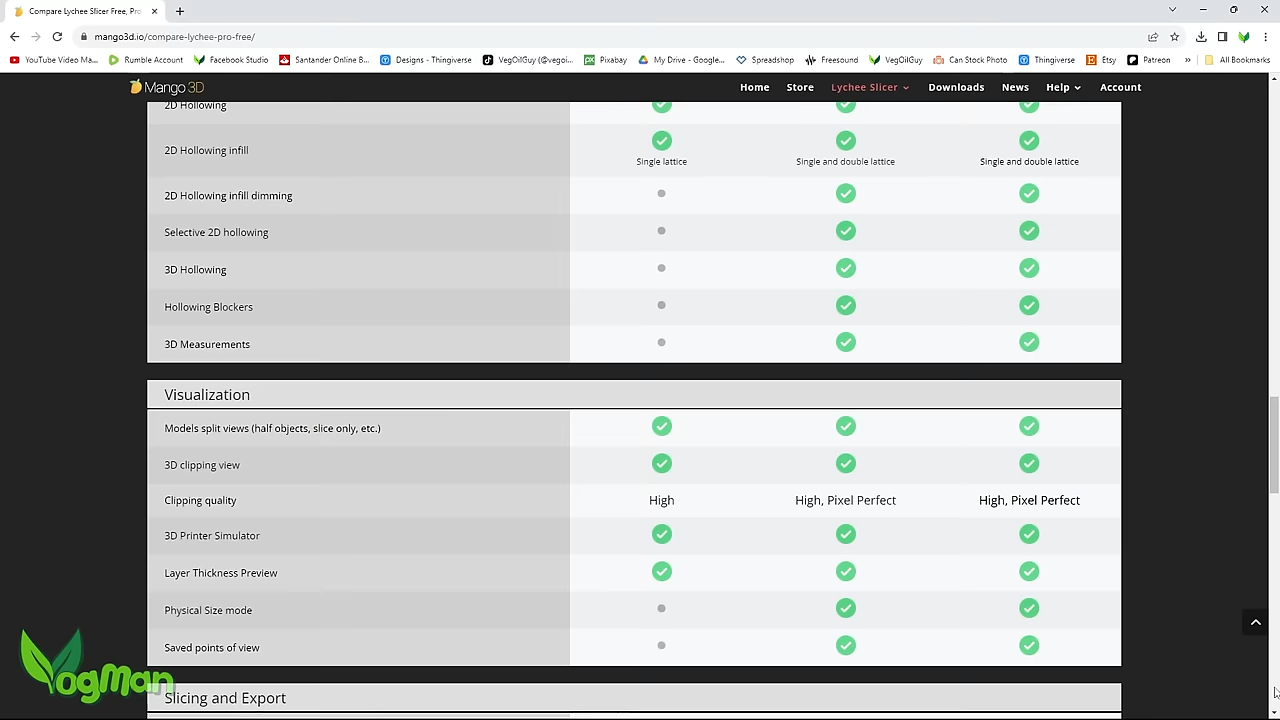 Compare Lychee Slicer Free, Pro
mango3d.io/compare-lychee-pro-free/
YouTube Video Ma...
Rumble Account
Facebook Studio
Santander Online B...
Designs - Thingiverse
VegOilGuy (@vegoi...
Pixabay
My Drive - Google...
Spreadshop
Freesound
VegOilGuy
Can Stock Photo
Thingiverse
Etsy
Patreon
»
All Bookmarks
Mango 3D
Home
Store
Lychee Slicer
Downloads
News
Help
Account
2D Hollowing
2D Hollowing infill
Single lattice
Single and double lattice
Single and double lattice
2D Hollowing infill dimming
Selective 2D hollowing
3D Hollowing
Hollowing Blockers
3D Measurements
Visualization
Models split views (half objects, slice only, etc.)
3D clipping view
Clipping quality
High
High, Pixel Perfect
High, Pixel Perfect
3D Printer Simulator
Layer Thickness Preview
Physical Size mode
Saved points of view
VogMan
Slicing and Export